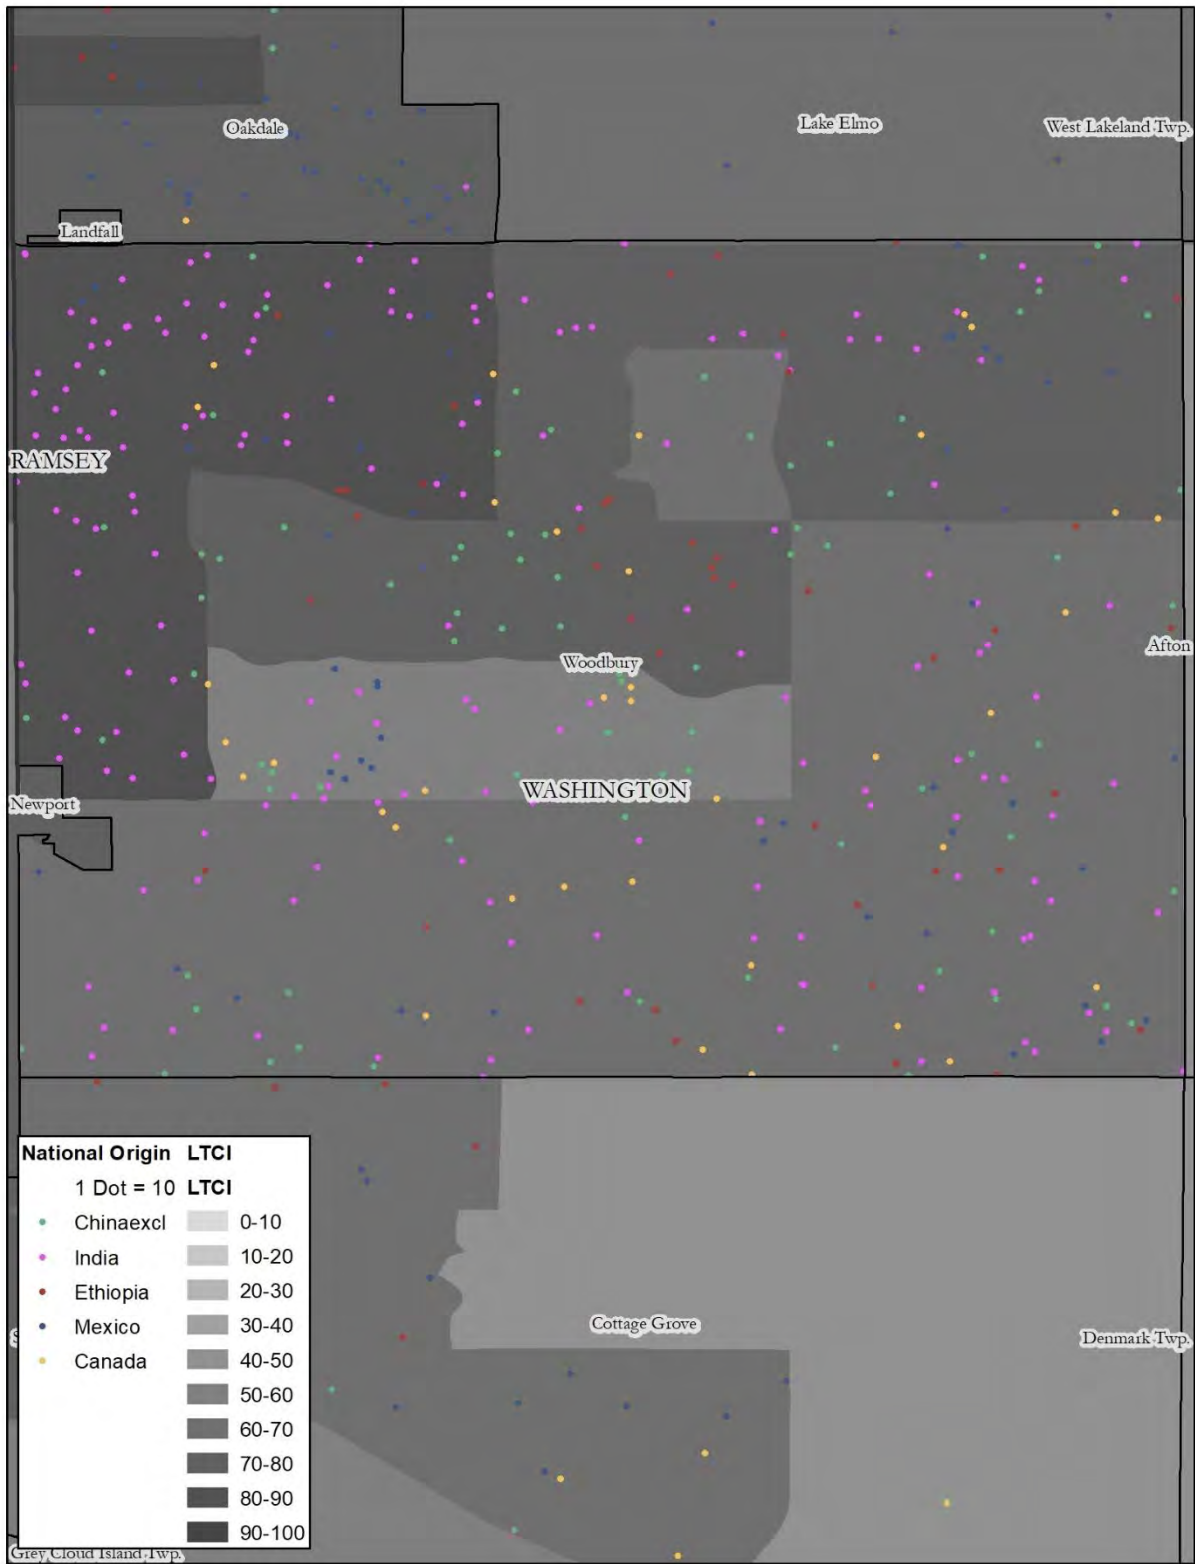 Oakdale
Lake Elmo
West Lakeland Twp.
Landfall
RAMSEY
Afton
Woodbury
WASHINGTON
Newport
National Origin LTCI
1 Dot = 10 LTCI
Chinaexcl 0-10
India 10-20
Ethiopia 20-30
Mexico 30-40
Canada 40-50
50-60
60-70
70-80
80-90
90-100
Cottage Grove
Denmark Twp.
Grey Cloud Island Twp.